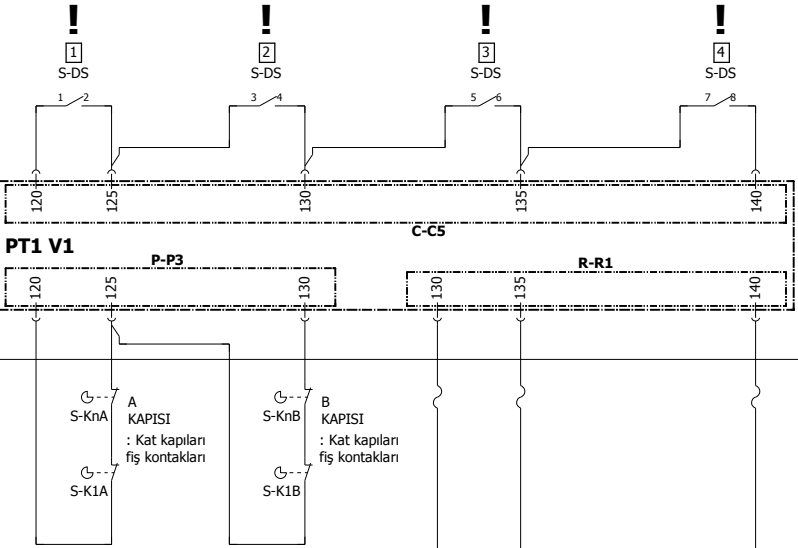 ! ! ! !
1 2 3 4
S-DS S-DS S-DS S-DS
1 2 3 4 5 6 7 8
120 125 130 135 140
C-C5
PT1 V1
P-P3 R-R1
120 125 130 130 135 140
S-KnA
A
KAPISI
: Kat kapıları
fiş kontakları
S-K1A
S-KnB
B
KAPISI
: Kat kapıları
fiş kontakları
S-K1B